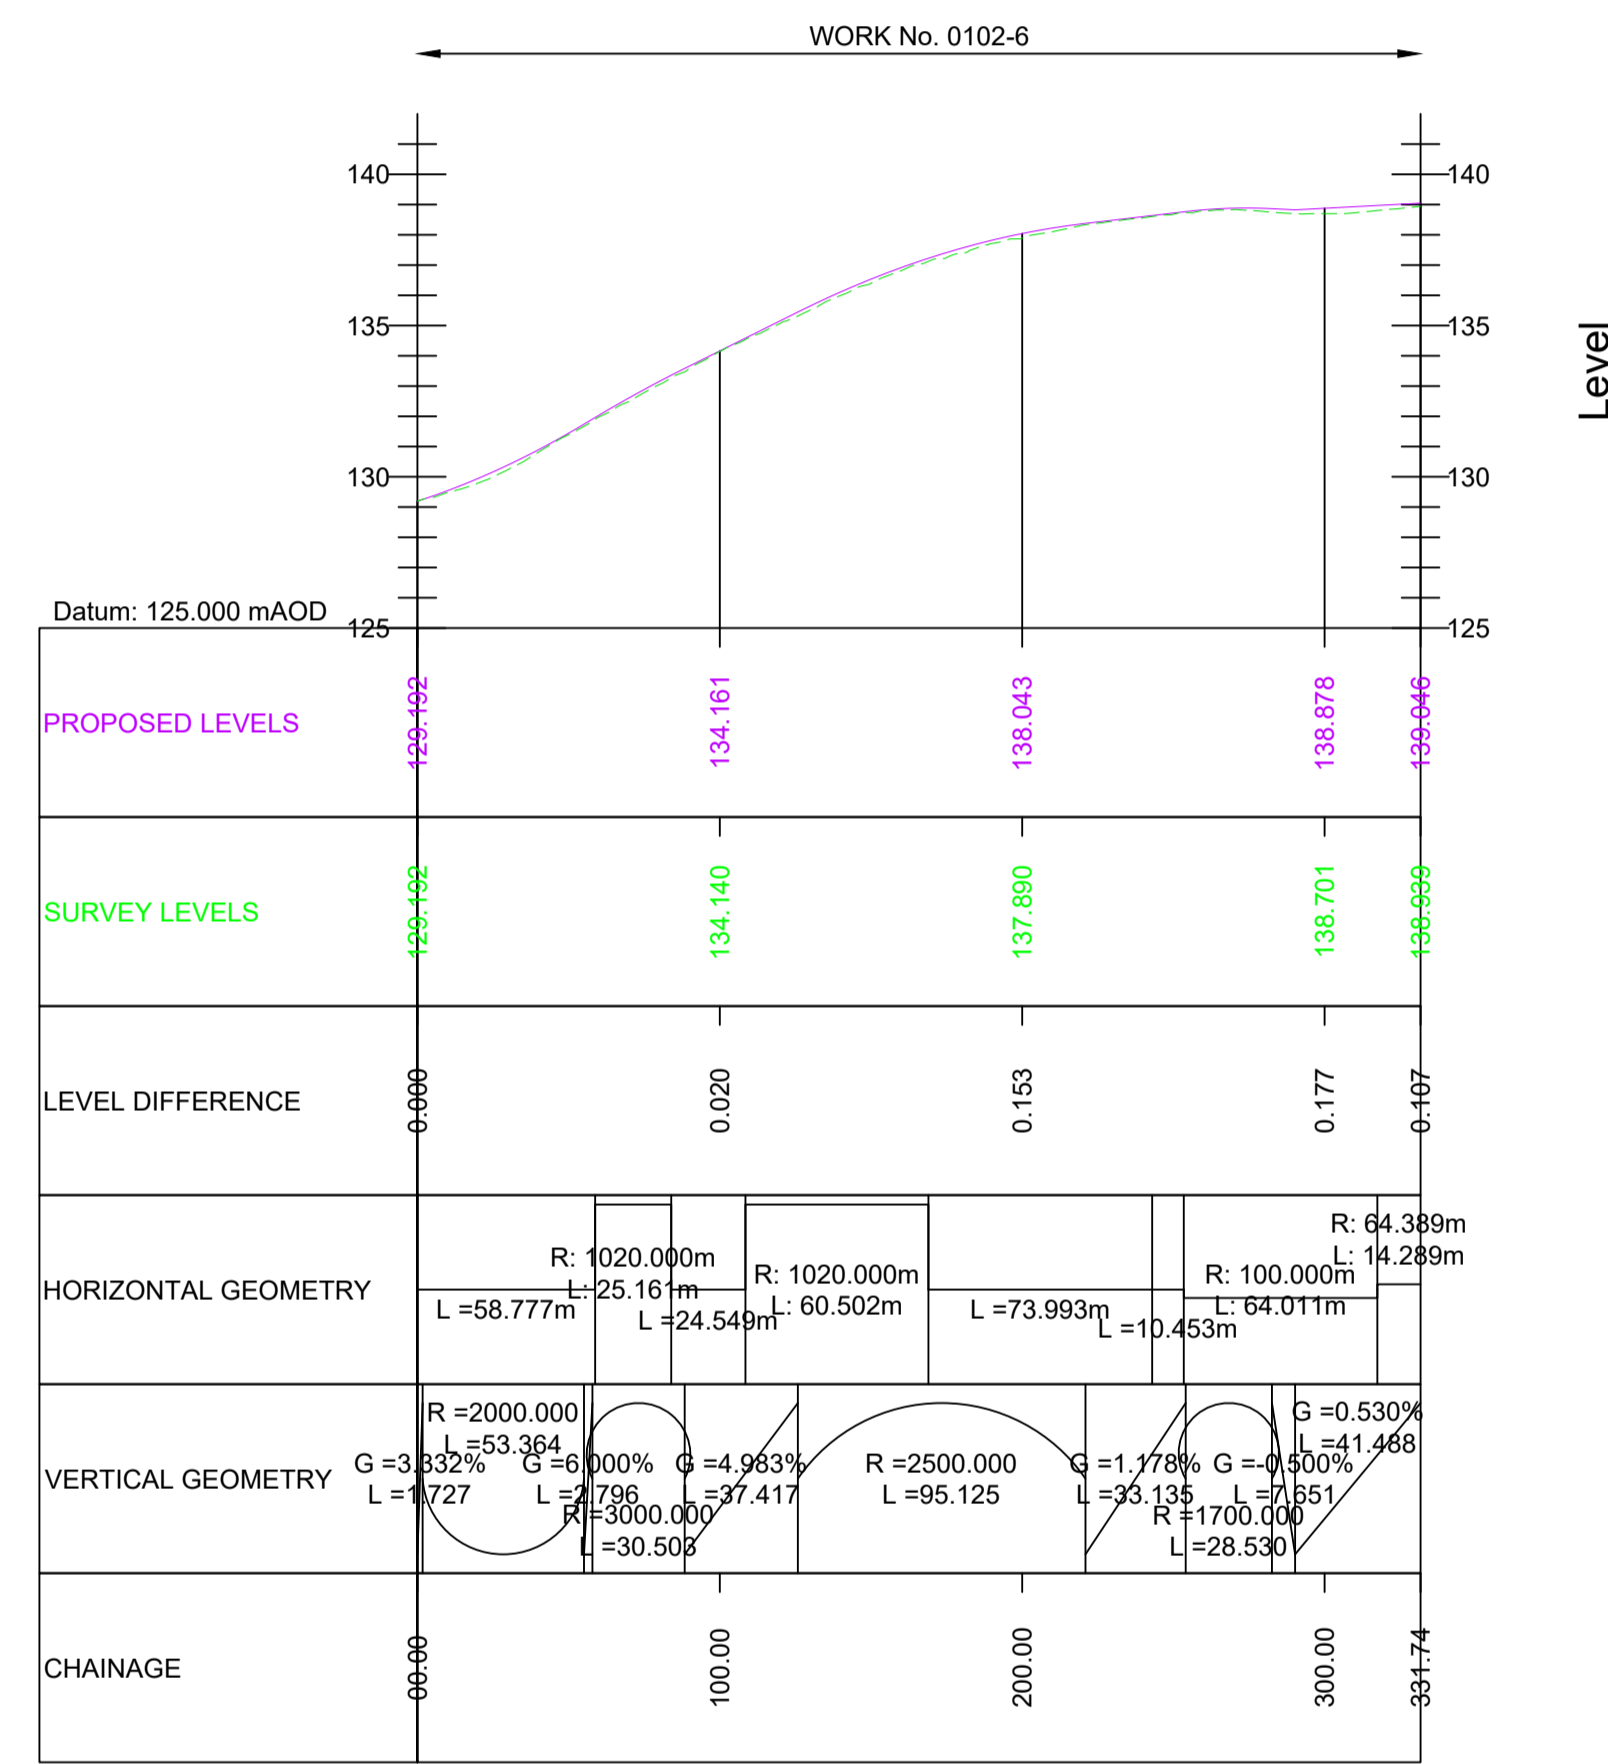 WORK No. 0102-6
140
140
135
135
Level
130
130
Datum: 125.000 mAOD
125
125
PROPOSED LEVELS
129.192
134.161
138.043
138.878
139.046
SURVEY LEVELS
129.192
134.140
137.890
138.701
138.939
LEVEL DIFFERENCE
0.000
0.020
0.153
0.177
0.107
HORIZONTAL GEOMETRY
L =58.777m
R: 1020.000m
L: 25.161m
L =24.549m
R: 1020.000m
L: 60.502m
L =73.993m
L =10.453m
R: 100.000m
L: 64.011m
R: 64.389m
L: 14.289m
VERTICAL GEOMETRY
G =3.332%
L =1.727
R =2000.000
L =53.364
G =6.000%
L =2.796
R =3000.000
L =30.503
G =4.983%
L =37.417
R =2500.000
L =95.125
G =1.178%
L =33.135
R =1700.000
L =28.530
G =-0.500%
L =7.651
G =0.530%
L =41.488
CHAINAGE
00.00
100.00
200.00
300.00
331.74